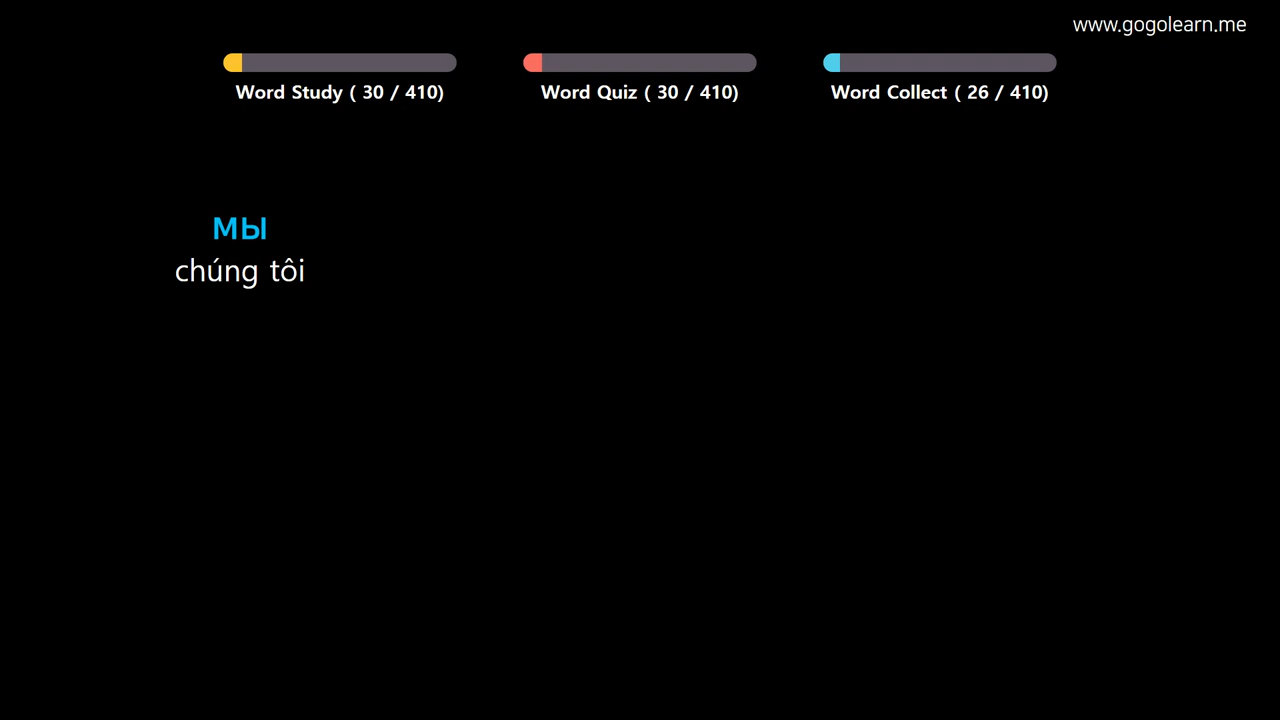 www.gogolearn.me
Word Study ( 30 / 410)
Word Quiz ( 30 / 410)
Word Collect ( 26 / 410)
мы
chúng tôi